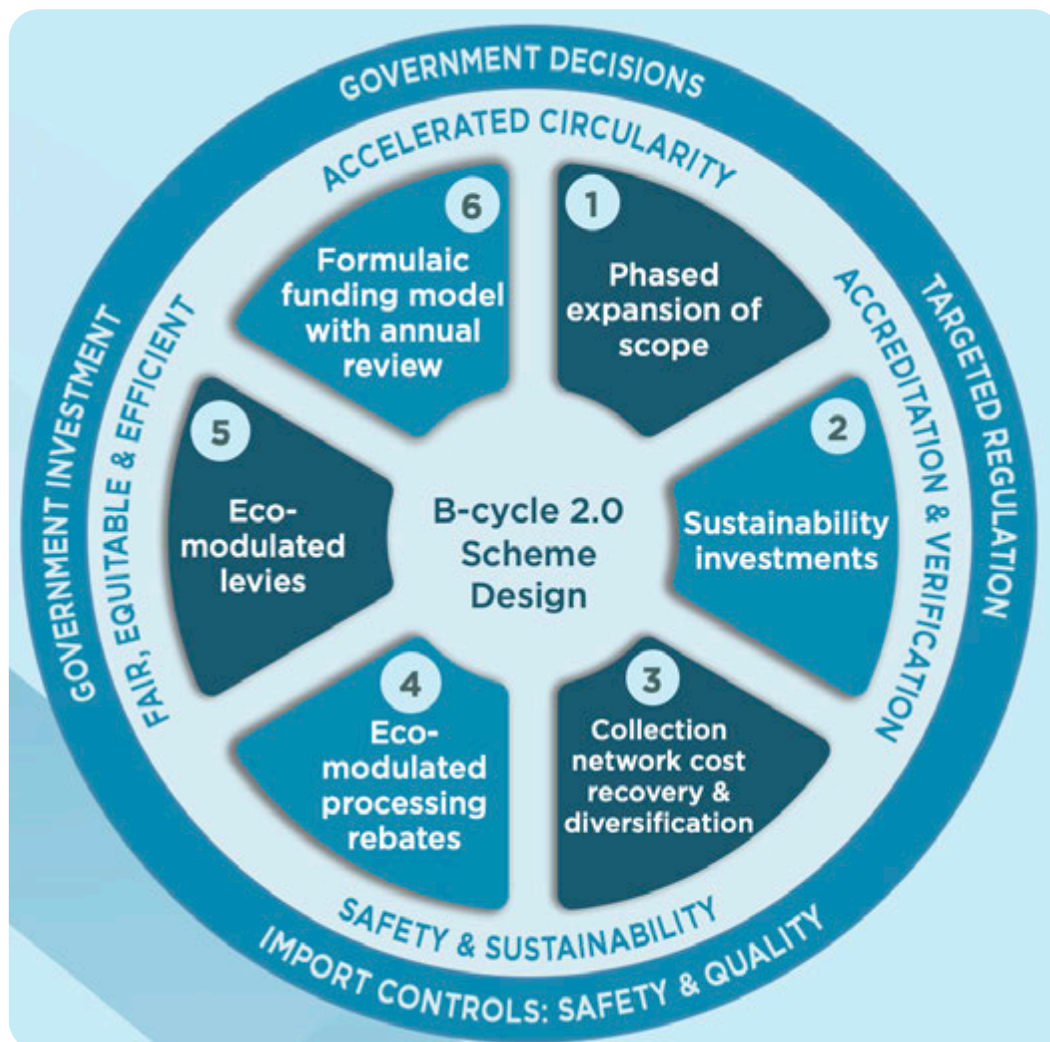 GOVERNMENT DECISIONS
ACCELERATED CIRCULARITY
6
Formulaic
funding model
with annual
review
1
Phased
expansion of
scope
TARGETED REGULATION
ACCREDITATION & VERIFICATION
GOVERNMENT INVESTMENT
FAIR, EQUITABLE & EFFICIENT
5
Eco-
modulated
levies
B-cycle 2.0
Scheme
Design
2
Sustainability
investments
4
Eco-
modulated
processing
rebates
3
Collection
network cost
recovery &
diversification
SAFETY & SUSTAINABILITY
IMPORT CONTROLS: SAFETY & QUALITY